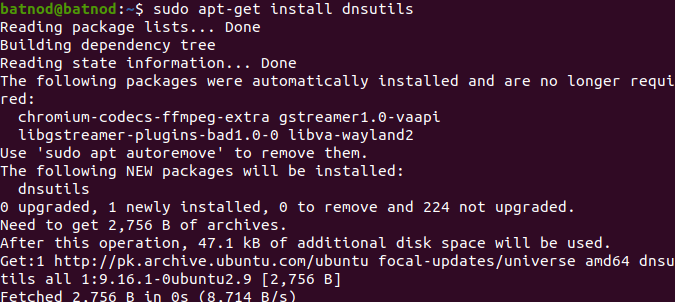 batnod@batnod:~$ sudo apt-get install dnsutils
Reading package lists... Done
Building dependency tree
Reading state information... Done
The following packages were automatically installed and are no longer requi
red:
  chromium-codecs-ffmpeg-extra gstreamer1.0-vaapi
  libgstreamer-plugins-bad1.0-0 libva-wayland2
Use 'sudo apt autoremove' to remove them.
The following NEW packages will be installed:
  dnsutils
0 upgraded, 1 newly installed, 0 to remove and 224 not upgraded.
Need to get 2,756 B of archives.
After this operation, 47.1 kB of additional disk space will be used.
Get:1 http://pk.archive.ubuntu.com/ubuntu focal-updates/universe amd64 dnsu
tils all 1:9.16.1-0ubuntu2.9 [2,756 B]
Fetched 2,756 B in 0s (8,714 B/s)